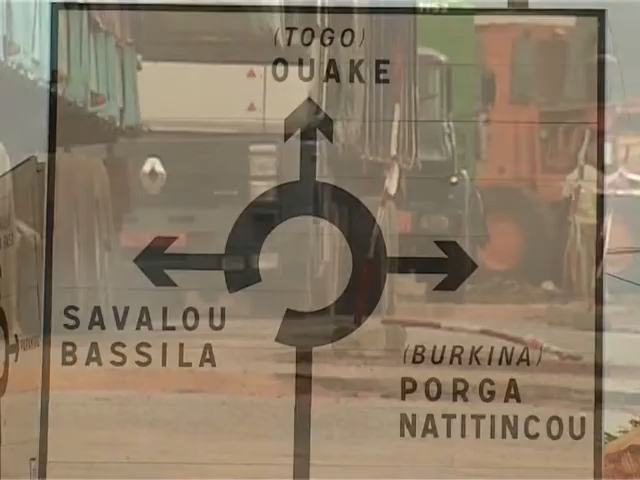 (TOGO)
OUAKE
SAVALOU
BASSILA
(BURKINA)
PORGA
NATITINCOU